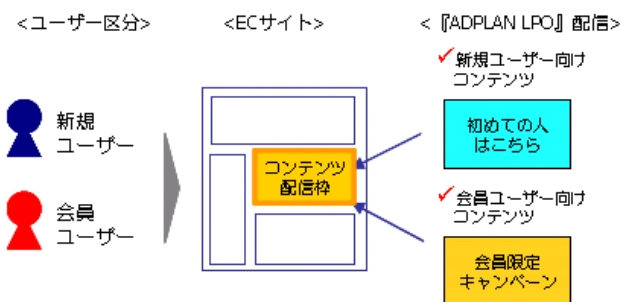 <ユーザー区分>
<ECサイト>
<『ADPLAN LPO』配信>
新規
ユーザー
会員
ユーザー
コンテンツ
配信枠
✓新規ユーザー向け
コンテンツ
初めての人
はこちら
✓会員ユーザー向け
コンテンツ
会員限定
キャンペーン